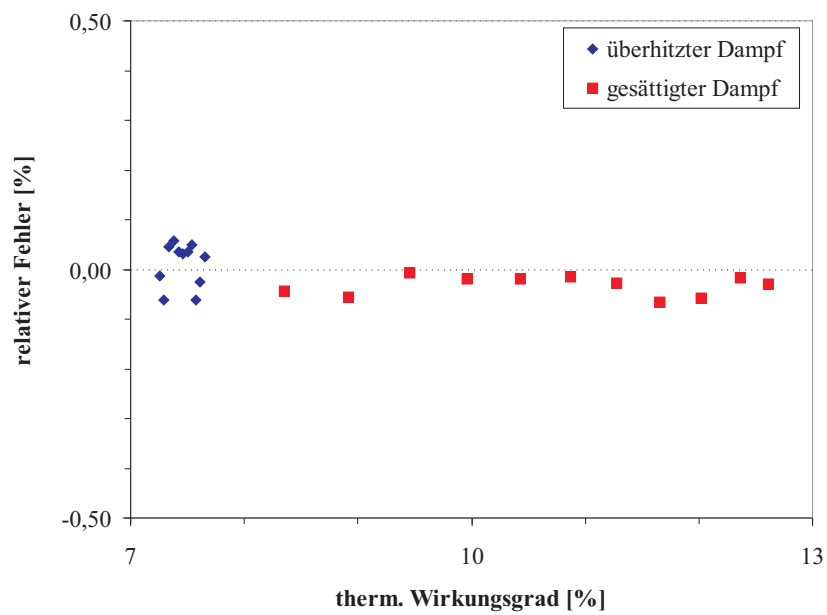 0,50
überhitzter Dampf
gesättigter Dampf
relativer Fehler [%]
0,00
-0,50
7
10
13
therm. Wirkungsgrad [%]